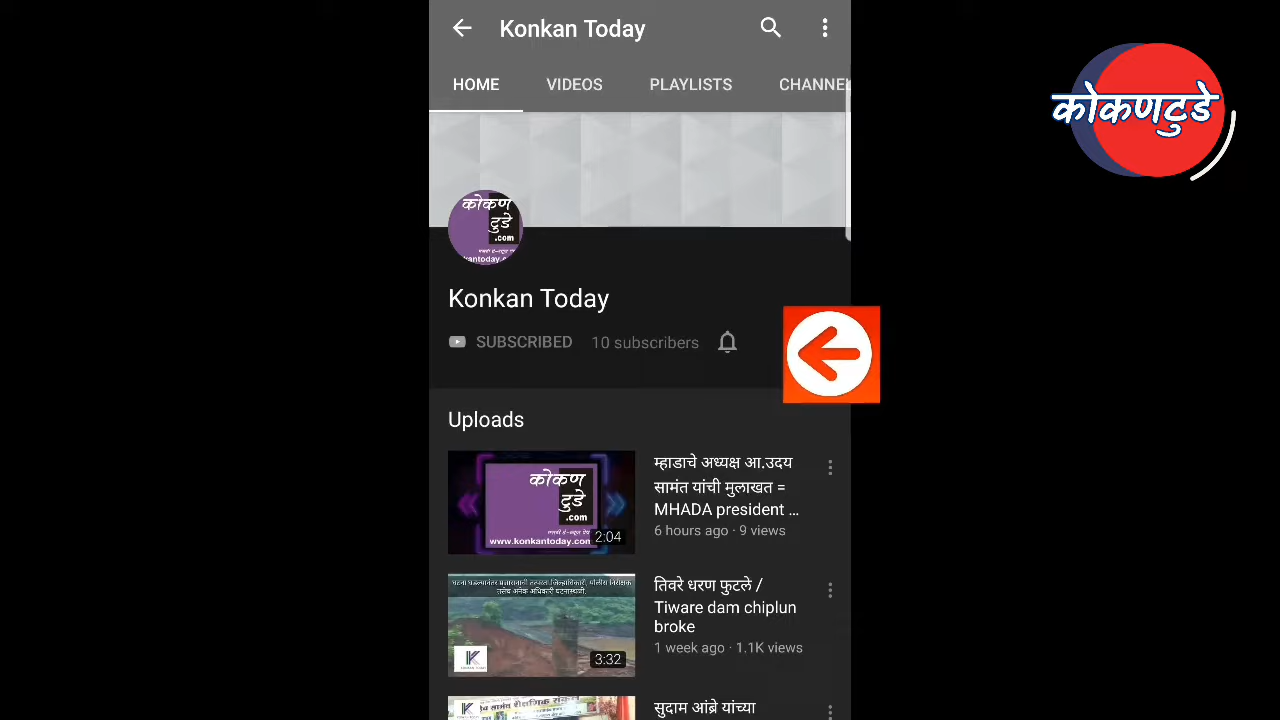 Konkan Today
HOME VIDEOS PLAYLISTS CHANNEL
कोकणटुडे
कोकण
टुडे
.com
Konkan Today
SUBSCRIBED 10 subscribers
Uploads
कोकण
टुडे
.com
www.konkantoday.com
2:04
म्हाडाचे अध्यक्ष आ.उदय
सामंत यांची मुलाखत =
MHADA president ...
6 hours ago · 9 views
3:32
तिवरे धरण फुटले /
Tiware dam chiplun
broke
1 week ago · 1.1K views
सुदाम आंब्रे यांच्या